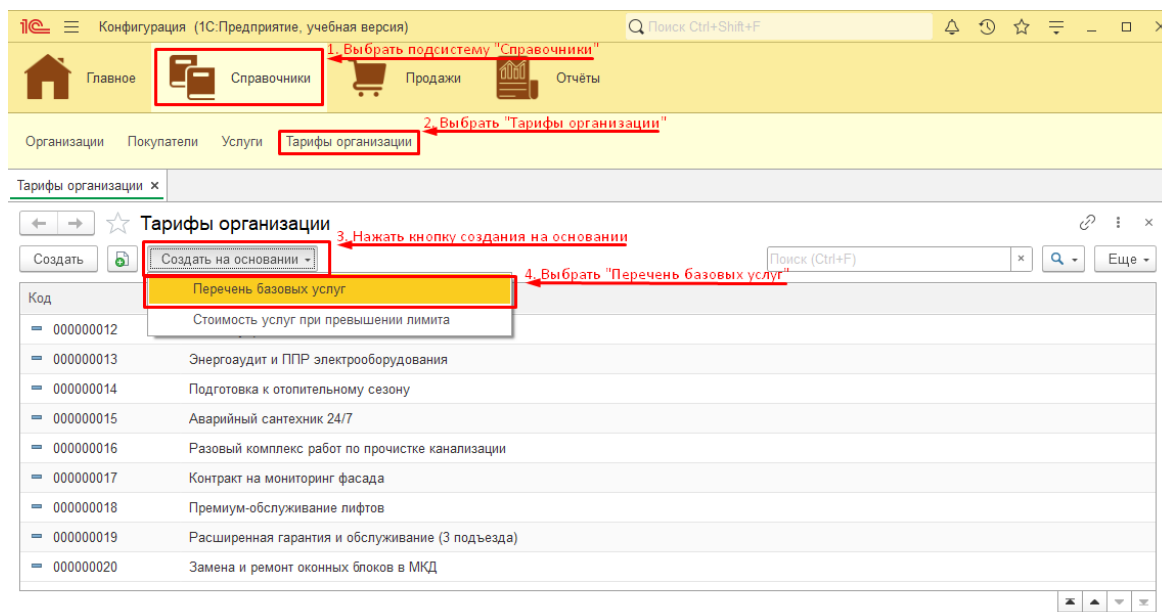 1С Конфигурация (1С:Предприятие, учебная версия) Поиск Ctrl+Shift+F
1. Выбрать подсистему "Справочники"
Главное Справочники Продажи Отчёты
2. Выбрать "Тарифы организации"
Организации Покупатели Услуги Тарифы организации
Тарифы организации ×
Тарифы организации
3. Нажать кнопку создания на основании
Создать Создать на основании Поиск (Ctrl+F) × Еще
4. Выбрать "Перечень базовых услуг"
Код Перечень базовых услуг
Стоимость услуг при превышении лимита
000000012
000000013 Энергоаудит и ППР электрооборудования
000000014 Подготовка к отопительному сезону
000000015 Аварийный сантехник 24/7
000000016 Разовый комплекс работ по прочистке канализации
000000017 Контракт на мониторинг фасада
000000018 Премиум-обслуживание лифтов
000000019 Расширенная гарантия и обслуживание (3 подъезда)
000000020 Замена и ремонт оконных блоков в МКД